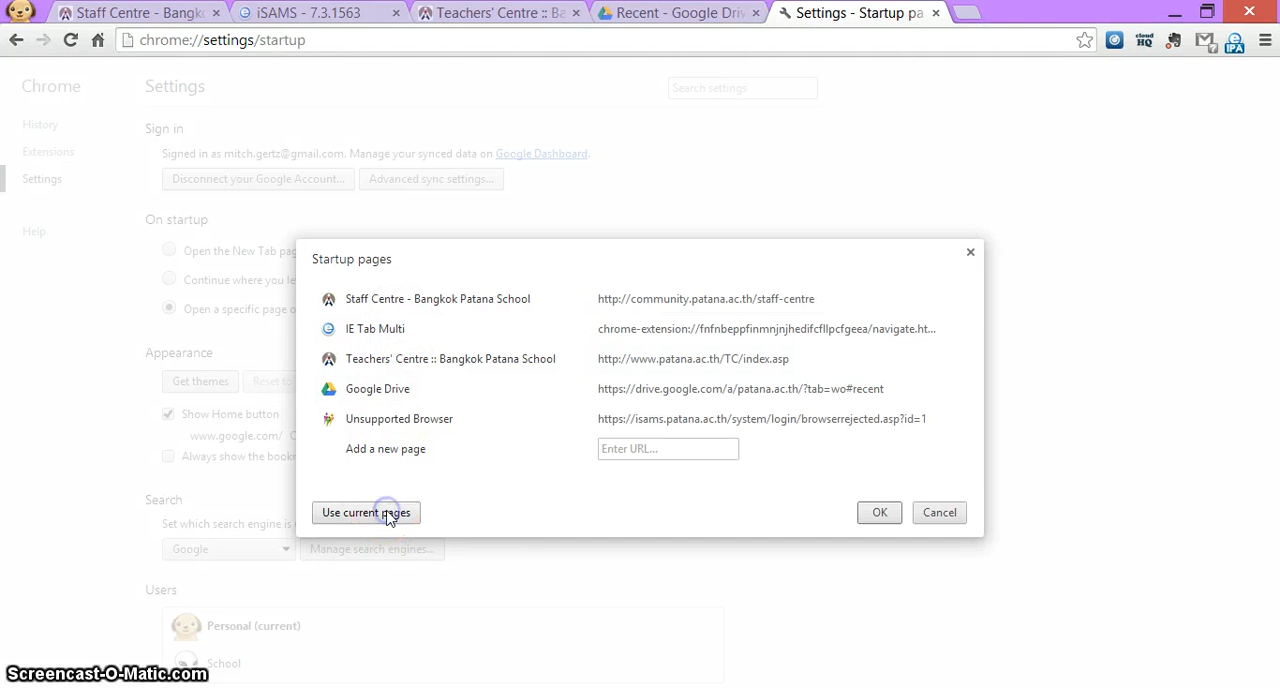 Staff Centre - Bangk
iSAMS - 7.3.1563
Teachers' Centre :: Ba
Recent - Google Driv
Settings - Startup pa
chrome://settings/startup
cloud HQ
IPA
Chrome
Settings
Search settings
History
Extensions
Settings
Help
Sign in
Signed in as mitch.gertz@gmail.com. Manage your synced data on Google Dashboard.
Disconnect your Google Account...
Advanced sync settings...
On startup
Open the New Tab pag
Continue where you le
Open a specific page o
Startup pages
Staff Centre - Bangkok Patana School http://community.patana.ac.th/staff-centre
IE Tab Multi chrome-extension://fnfnbeppfinmnjnjhedifcfllpcfgeea/navigate.ht...
Teachers' Centre :: Bangkok Patana School http://www.patana.ac.th/TC/index.asp
Google Drive https://drive.google.com/a/patana.ac.th/?tab=wo#recent
Unsupported Browser https://isams.patana.ac.th/system/login/browserrejected.asp?id=1
Add a new page Enter URL...
Use current pages
OK
Cancel
Appearance
Get themes
Reset to
Show Home button
www.google.com/ C
Always show the bookm
Search
Set which search engine is u
Google
Manage search engines...
Users
Personal (current)
School
Screencast-O-Matic.com